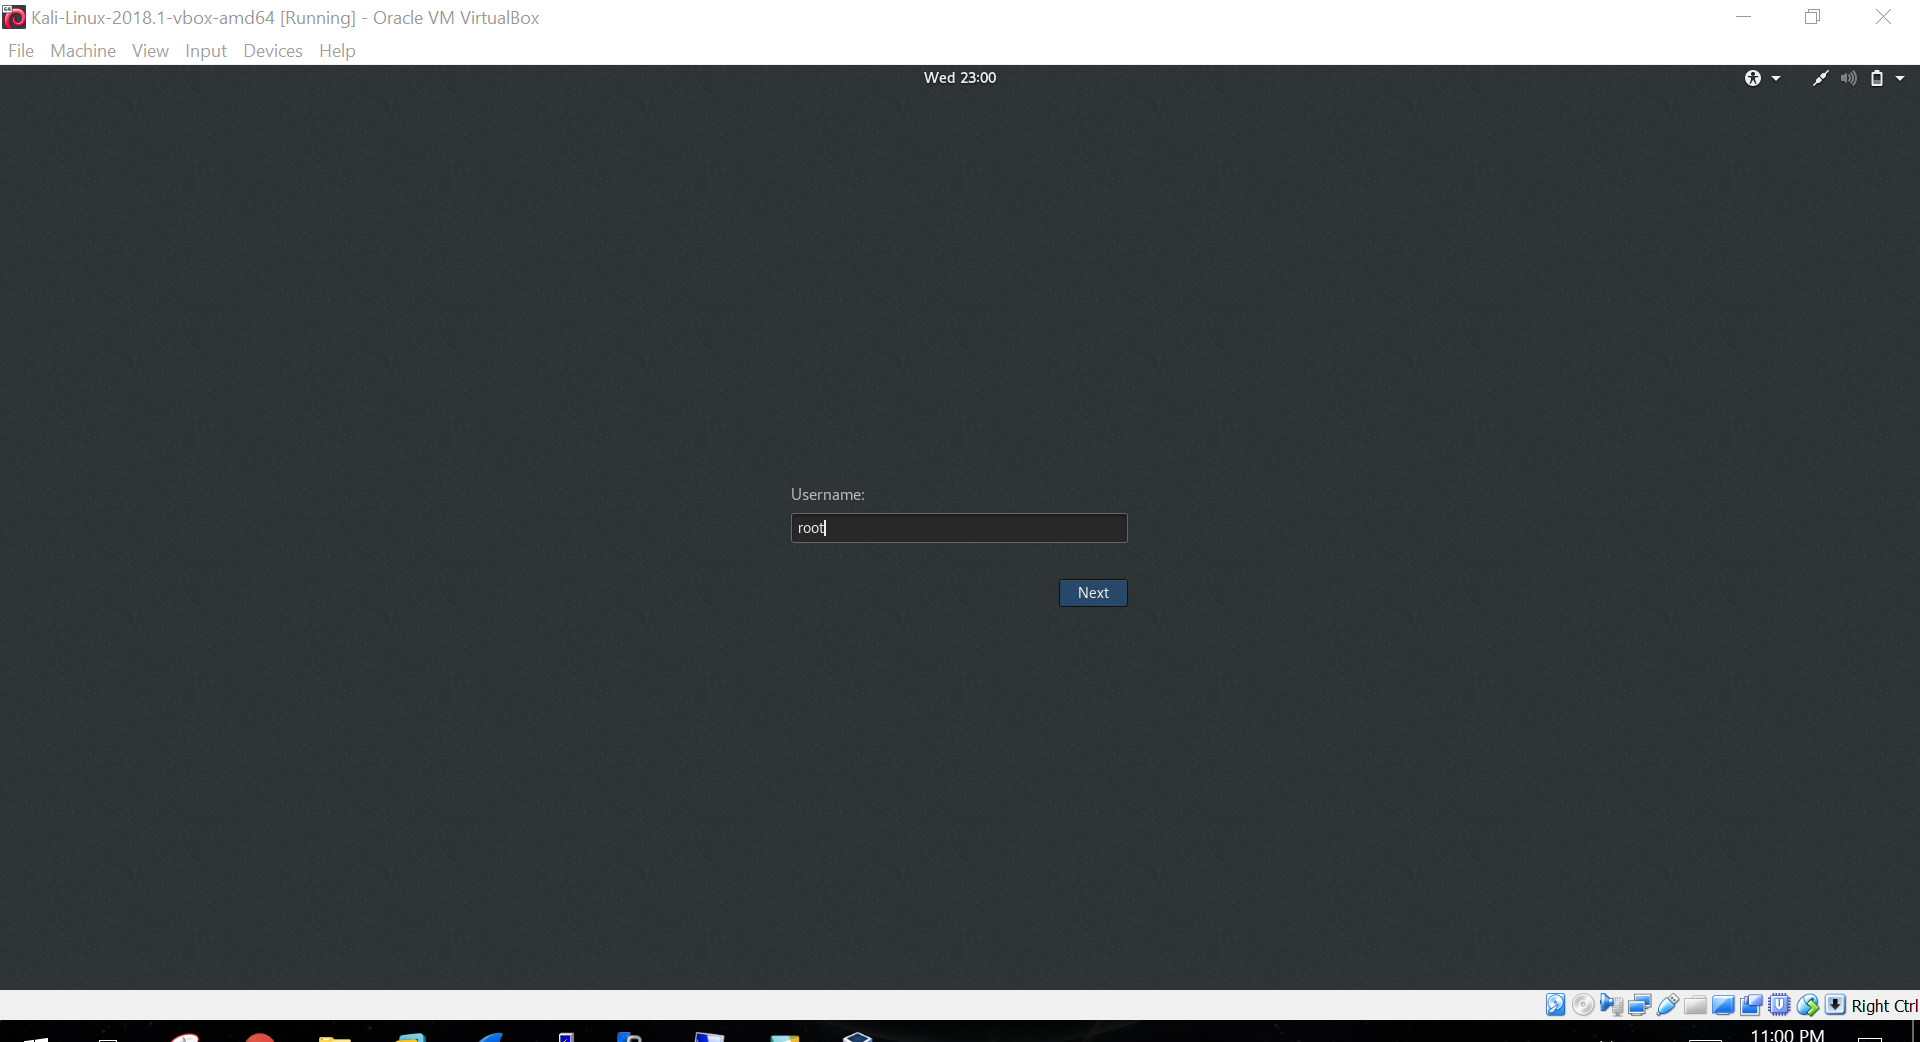 Kali-Linux-2018.1-vbox-amd64 [Running] - Oracle VM VirtualBox
File Machine View Input Devices Help
Wed 23:00
Username:
root
Next
Right Ctrl
11:00 PM